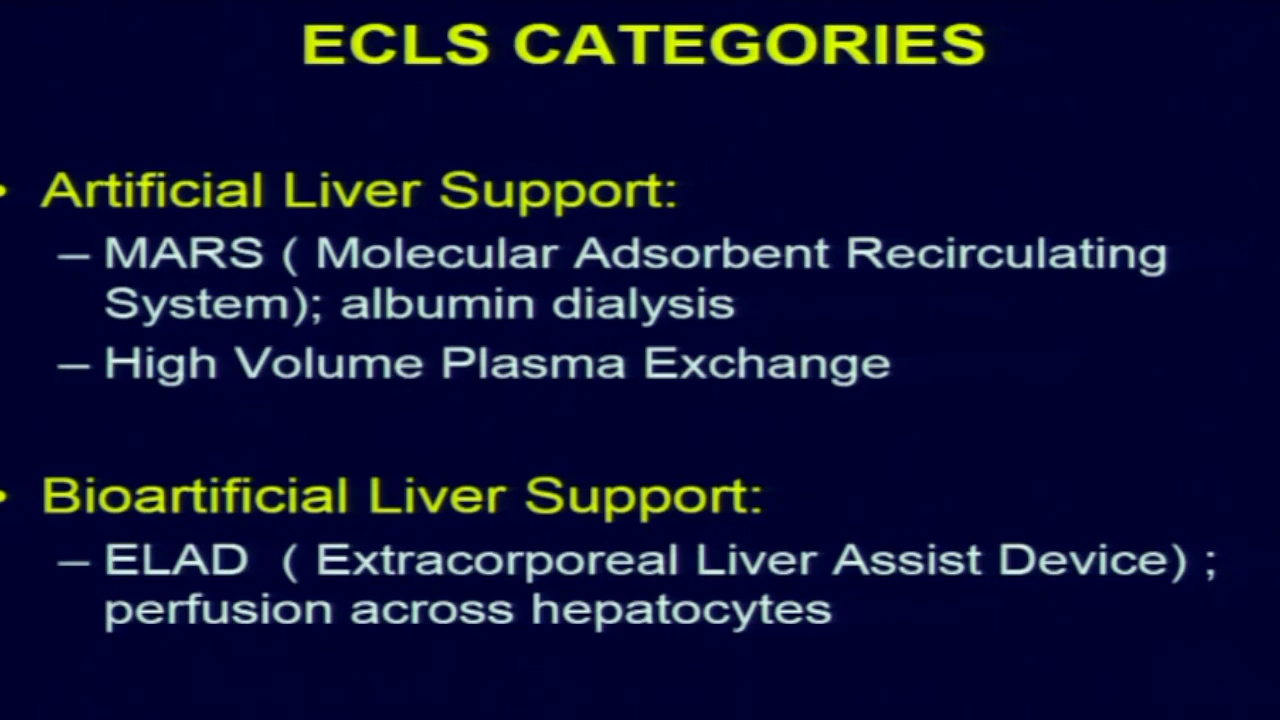 ECLS CATEGORIES
• Artificial Liver Support:
– MARS ( Molecular Adsorbent Recirculating
System); albumin dialysis
– High Volume Plasma Exchange
• Bioartificial Liver Support:
– ELAD  ( Extracorporeal Liver Assist Device) ;
perfusion across hepatocytes